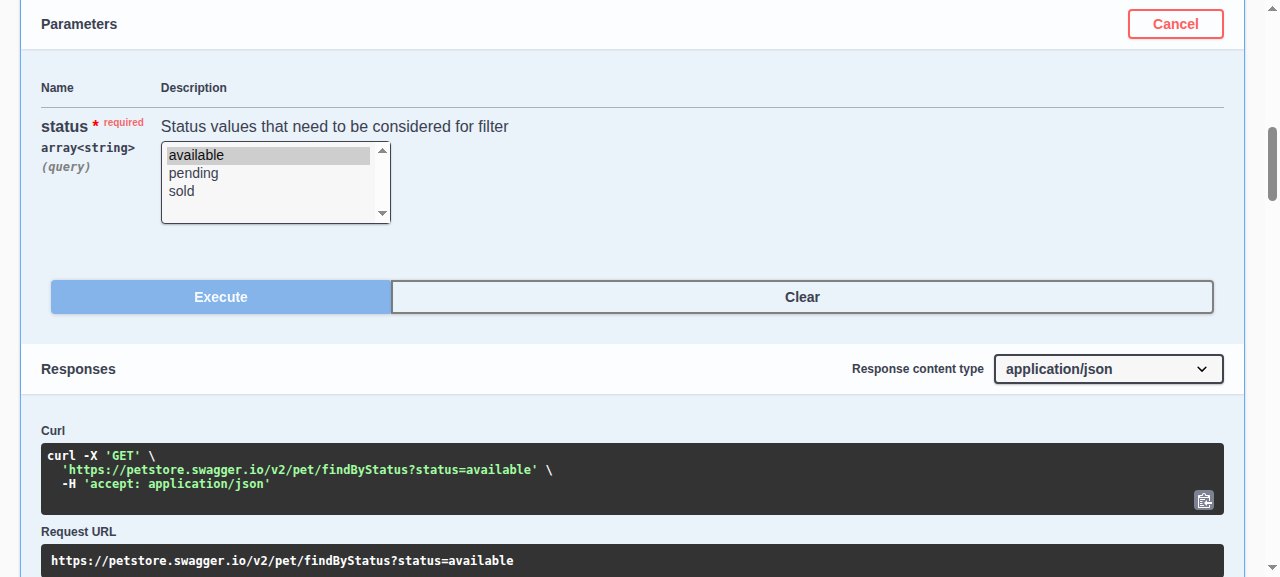 Parameters
Cancel
Name Description
status * required
Status values that need to be considered for filter
array<string>
(query)
available
pending
sold
Execute Clear
Responses
Response content type application/json
Curl
curl -X 'GET' \
  'https://petstore.swagger.io/v2/pet/findByStatus?status=available' \
  -H 'accept: application/json'
Request URL
https://petstore.swagger.io/v2/pet/findByStatus?status=available